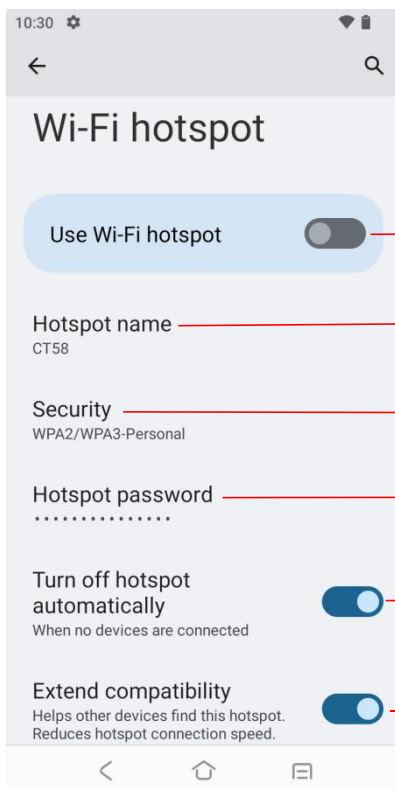 10:30
Wi-Fi hotspot
Use Wi-Fi hotspot
Hotspot name
CT58
Security
WPA2/WPA3-Personal
Hotspot password
•••••••••••••••
Turn off hotspot
automatically
When no devices are connected
Extend compatibility
Helps other devices find this hotspot.
Reduces hotspot connection speed.